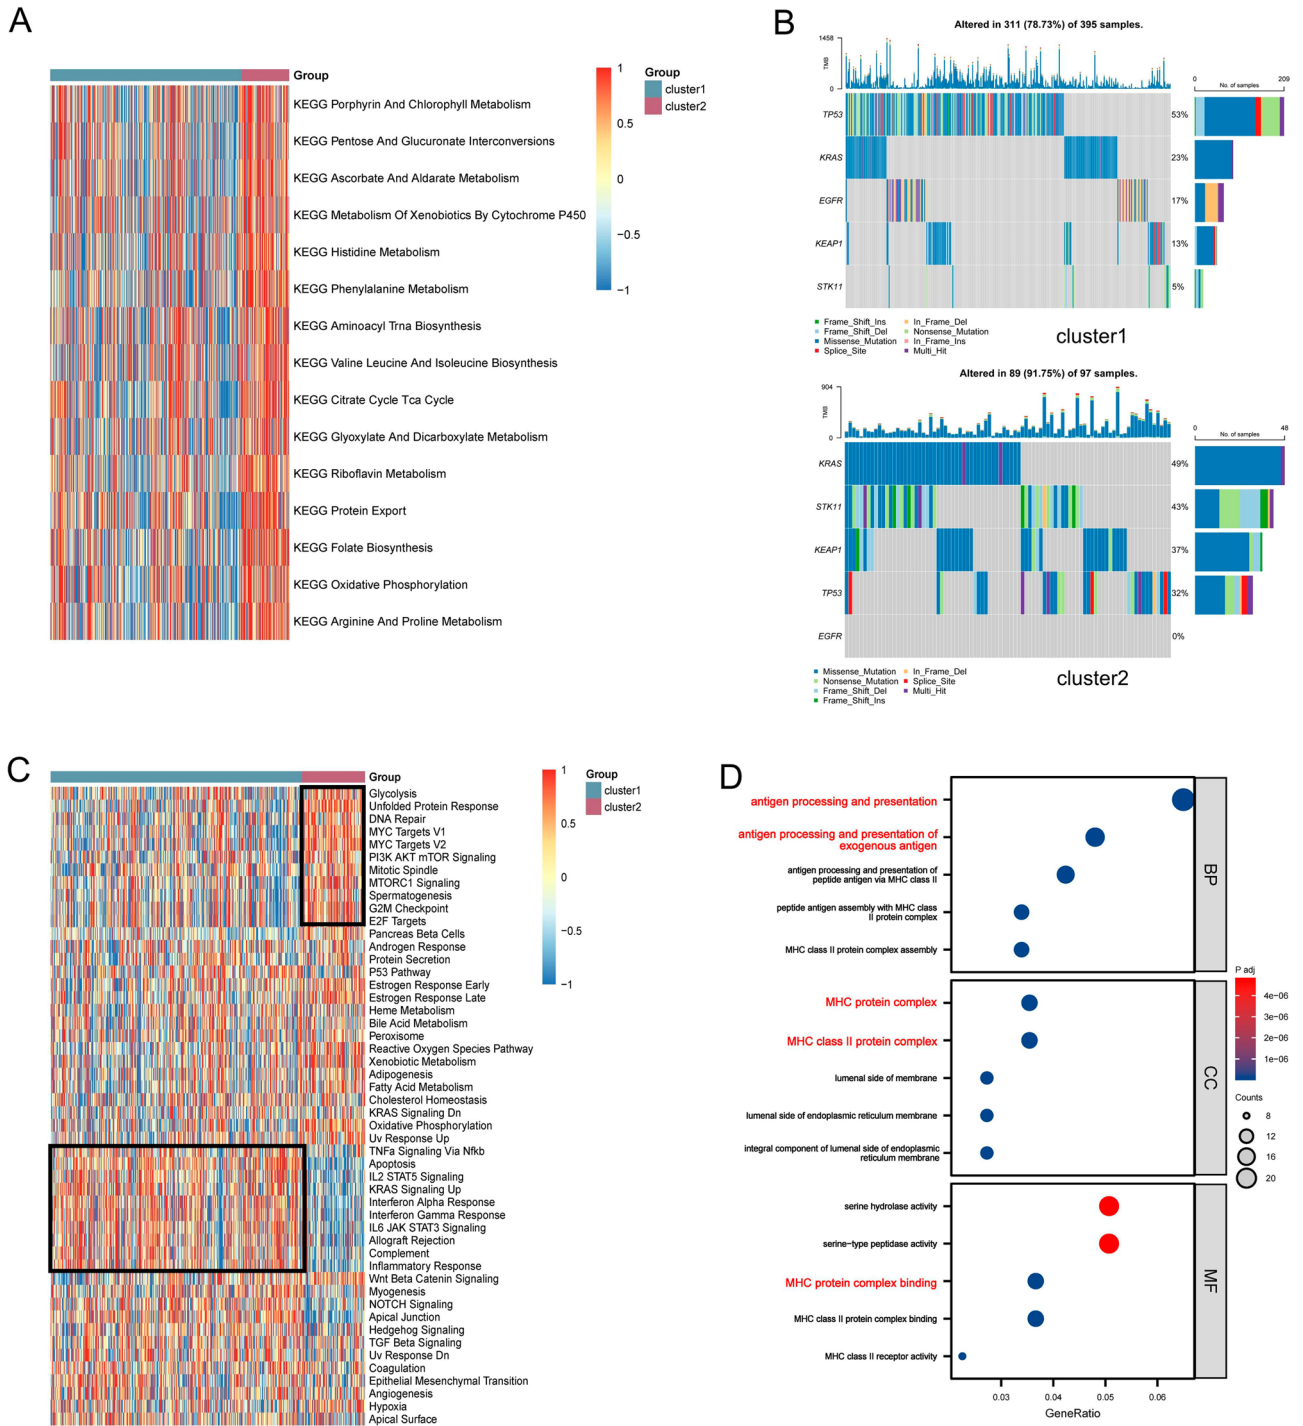 A
Group
KEGG Porphyrin And Chlorophyll Metabolism
KEGG Pentose And Glucuronate Interconversions
KEGG Ascorbate And Aldarate Metabolism
KEGG Metabolism Of Xenobiotics By Cytochrome P450
KEGG Histidine Metabolism
KEGG Phenylalanine Metabolism
KEGG Aminoacyl Trna Biosynthesis
KEGG Valine Leucine And Isoleucine Biosynthesis
KEGG Citrate Cycle Tca Cycle
KEGG Glyoxylate And Dicarboxylate Metabolism
KEGG Riboflavin Metabolism
KEGG Protein Export
KEGG Folate Biosynthesis
KEGG Oxidative Phosphorylation
KEGG Arginine And Proline Metabolism
1
0.5
0
−0.5
−1
Group
cluster1
cluster2
B
Altered in 311 (78.73%) of 395 samples.
1458
TMB
0
0
209
No. of samples
TP53
53%
KRAS
23%
EGFR
17%
KEAP1
13%
STK11
5%
Frame_Shift_Ins
Frame_Shift_Del
Missense_Mutation
Splice_Site
In_Frame_Del
Nonsense_Mutation
In_Frame_Ins
Multi_Hit
cluster1
Altered in 89 (91.75%) of 97 samples.
904
TMB
0
0
48
No. of samples
KRAS
49%
STK11
43%
KEAP1
37%
TP53
32%
EGFR
0%
Missense_Mutation
Nonsense_Mutation
Frame_Shift_Del
Frame_Shift_Ins
In_Frame_Del
Splice_Site
Multi_Hit
cluster2
C
Group
Glycolysis
Unfolded Protein Response
DNA Repair
MYC Targets V1
MYC Targets V2
PI3K AKT mTOR Signaling
Mitotic Spindle
MTORC1 Signaling
Spermatogenesis
G2M Checkpoint
E2F Targets
Pancreas Beta Cells
Androgen Response
Protein Secretion
P53 Pathway
Estrogen Response Early
Estrogen Response Late
Heme Metabolism
Bile Acid Metabolism
Peroxisome
Reactive Oxygen Species Pathway
Xenobiotic Metabolism
Adipogenesis
Fatty Acid Metabolism
Cholesterol Homeostasis
KRAS Signaling Dn
Oxidative Phosphorylation
Uv Response Up
TNFa Signaling Via Nfkb
Apoptosis
IL2 STAT5 Signaling
KRAS Signaling Up
Interferon Alpha Response
Interferon Gamma Response
IL6 JAK STAT3 Signaling
Allograft Rejection
Complement
Inflammatory Response
Wnt Beta Catenin Signaling
Myogenesis
NOTCH Signaling
Apical Junction
Hedgehog Signaling
TGF Beta Signaling
Uv Response Dn
Coagulation
Epithelial Mesenchymal Transition
Angiogenesis
Hypoxia
Apical Surface
1
0.5
0
−0.5
−1
Group
cluster1
cluster2
D
antigen processing and presentation
antigen processing and presentation of
exogenous antigen
antigen processing and presentation of
peptide antigen via MHC class II
peptide antigen assembly with MHC class
II protein complex
MHC class II protein complex assembly
BP
MHC protein complex
MHC class II protein complex
lumenal side of membrane
lumenal side of endoplasmic reticulum membrane
integral component of lumenal side of endoplasmic
reticulum membrane
CC
serine hydrolase activity
serine-type peptidase activity
MHC protein complex binding
MHC class II protein complex binding
MHC class II receptor activity
MF
0.03
0.04
0.05
0.06
GeneRatio
P adj
4e-06
3e-06
2e-06
1e-06
Counts
8
12
16
20